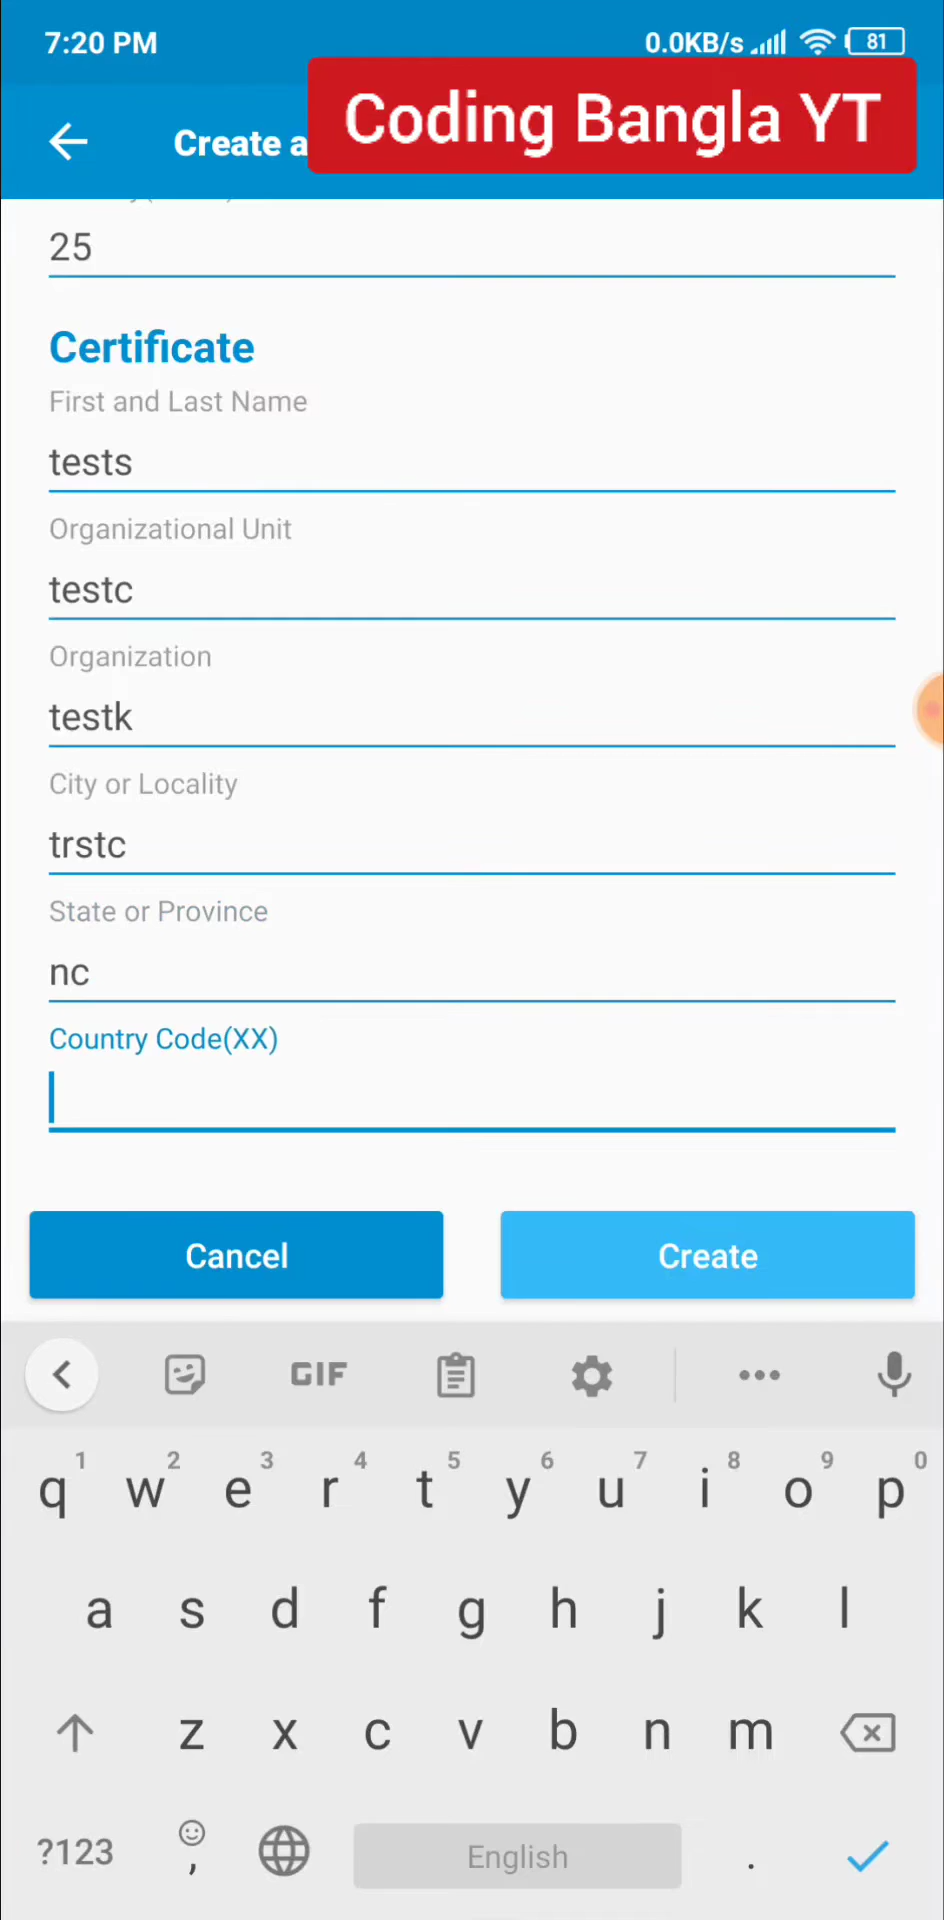 7:20 PM
0.0KB/s
81
Coding Bangla YT
Create a
25
Certificate
First and Last Name
tests
Organizational Unit
testc
Organization
testk
City or Locality
trstc
State or Province
nc
Country Code(XX)
Cancel
Create
GIF
1 2 3 4 5 6 7 8 9 0
q w e r t y u i o p
a s d f g h j k l
z x c v b n m
?123 , English .